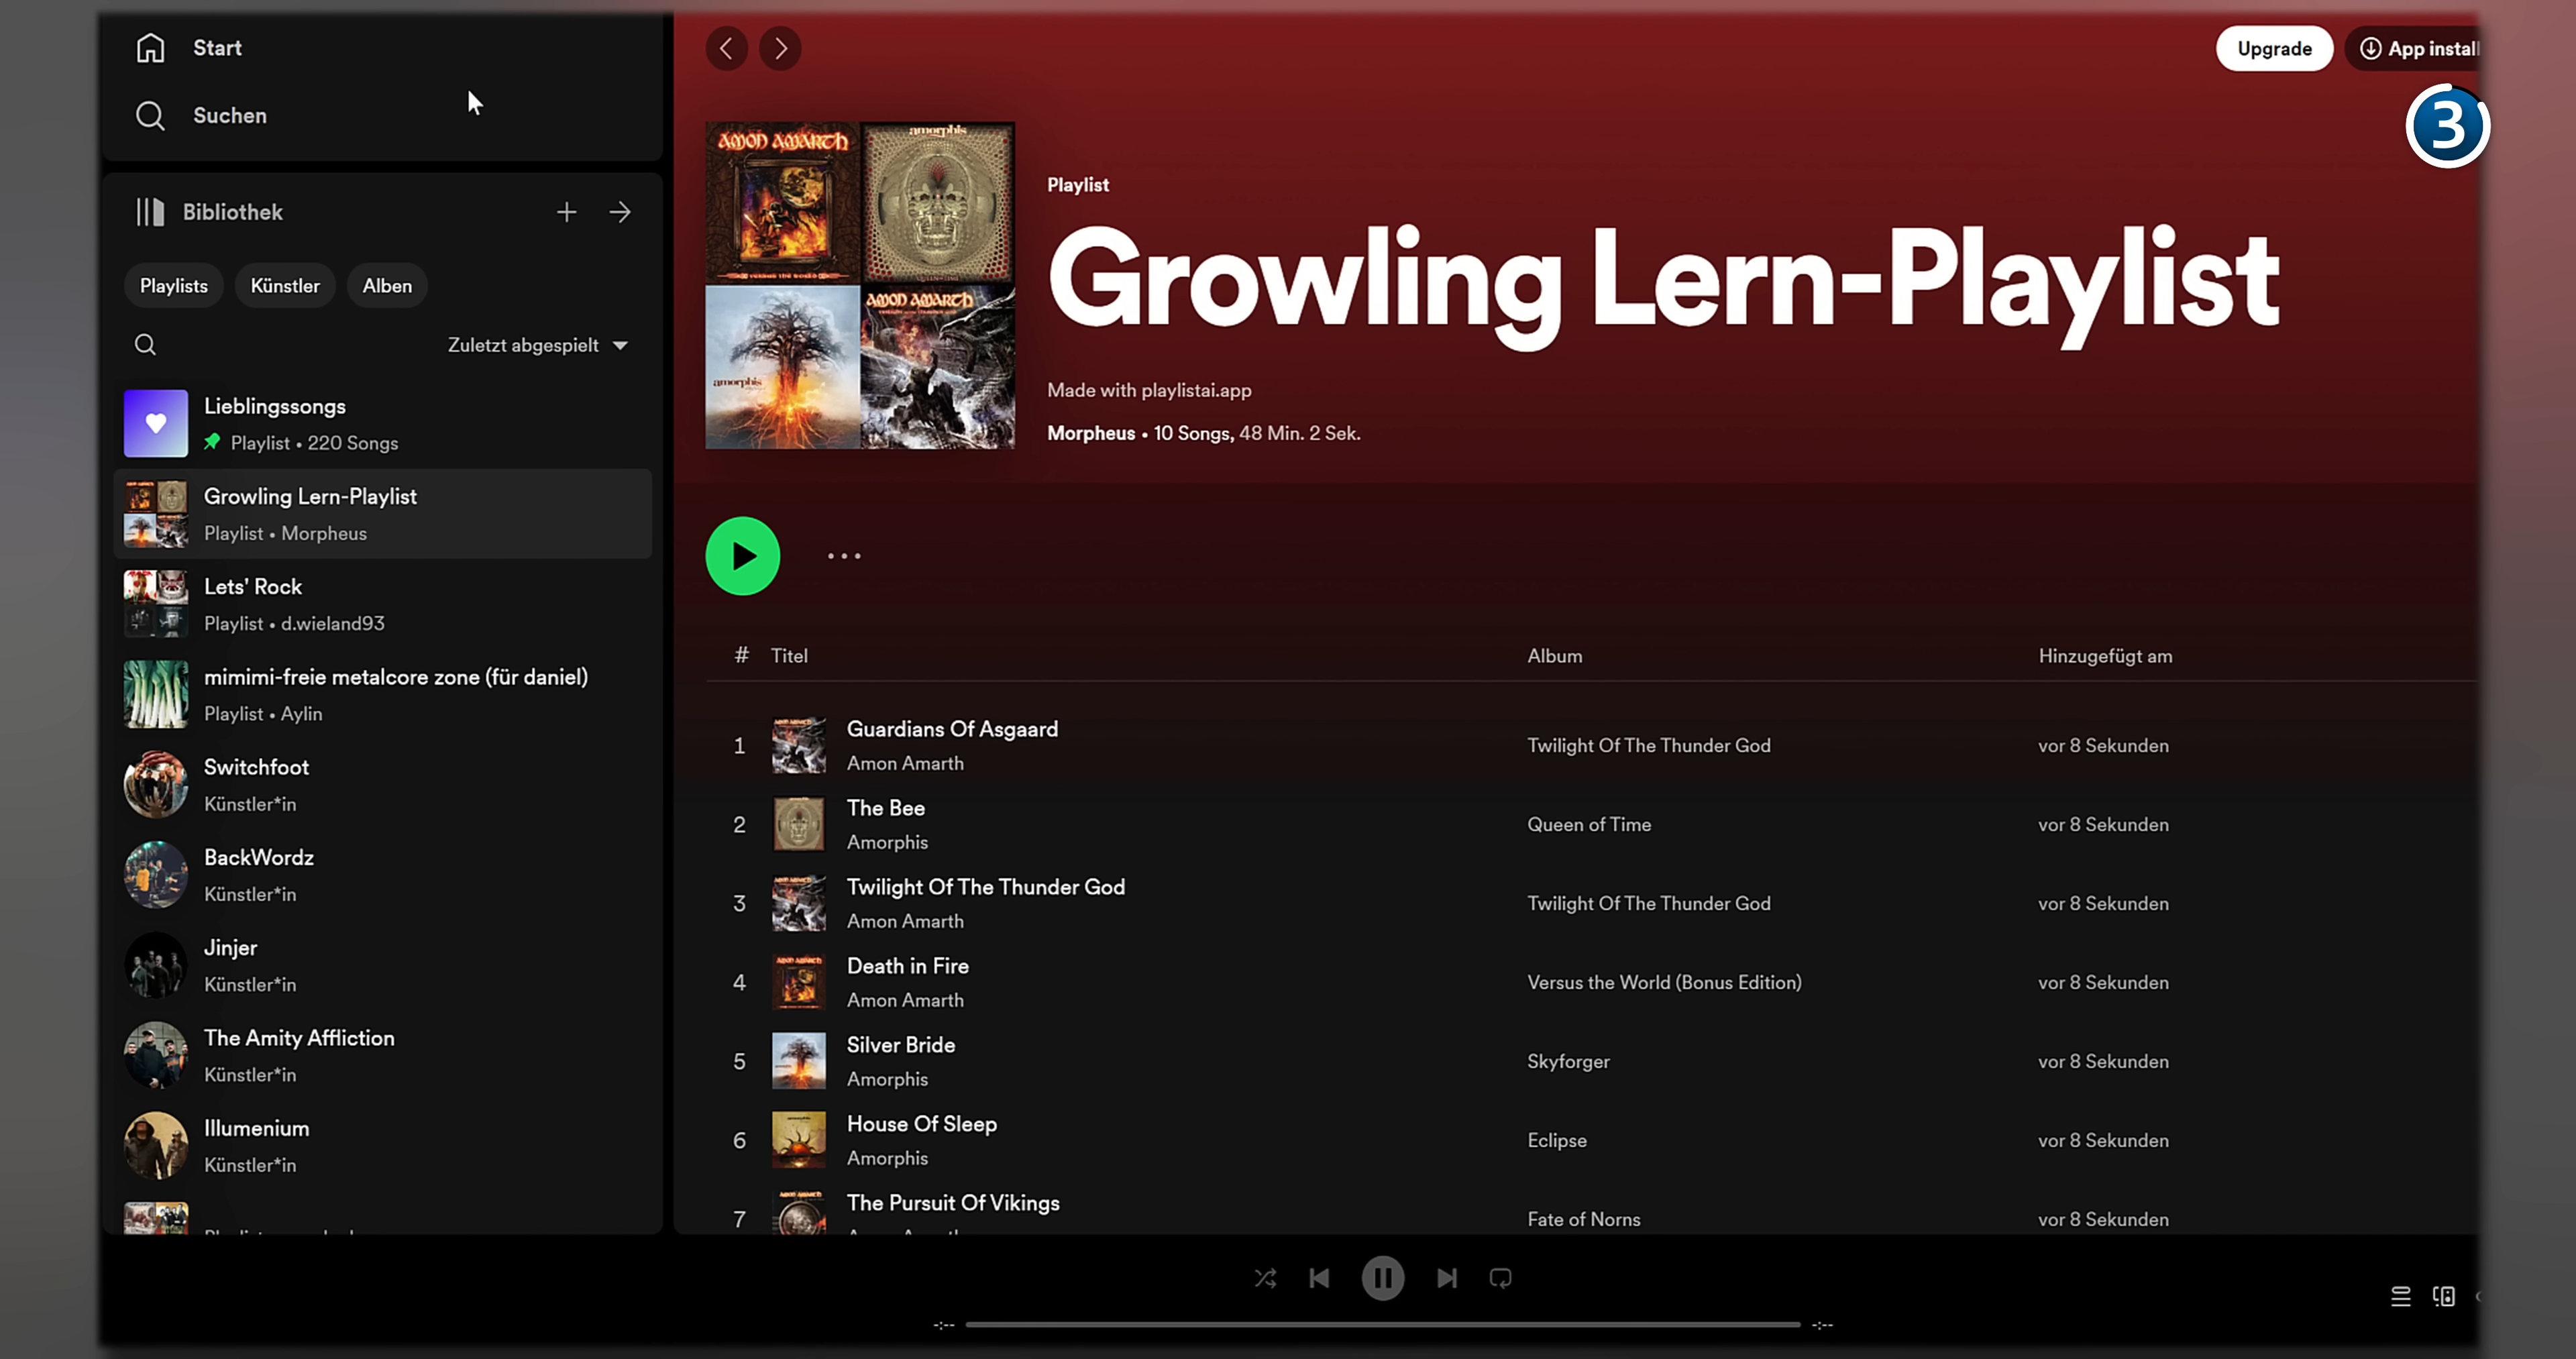 Start
Suchen
Bibliothek
Playlists
Künstler
Alben
Zuletzt abgespielt
Lieblingssongs
Playlist • 220 Songs
Growling Lern-Playlist
Playlist • Morpheus
Lets' Rock
Playlist • d.wieland93
mimimi-freie metalcore zone (für daniel)
Playlist • Aylin
Switchfoot
Künstler*in
BackWordz
Künstler*in
Jinjer
Künstler*in
The Amity Affliction
Künstler*in
Illumenium
Künstler*in
Upgrade
App install
3
AMON AMARTH
amorphis
amorphis
AMON AMARTH
Playlist
Growling Lern-Playlist
Made with playlistai.app
Morpheus • 10 Songs, 48 Min. 2 Sek.
# Titel Album Hinzugefügt am
1 Guardians Of Asgaard Twilight Of The Thunder God vor 8 Sekunden
Amon Amarth
2 The Bee Queen of Time vor 8 Sekunden
Amorphis
3 Twilight Of The Thunder God Twilight Of The Thunder God vor 8 Sekunden
Amon Amarth
4 Death in Fire Versus the World (Bonus Edition) vor 8 Sekunden
Amon Amarth
5 Silver Bride Skyforger vor 8 Sekunden
Amorphis
6 House Of Sleep Eclipse vor 8 Sekunden
Amorphis
7 The Pursuit Of Vikings Fate of Norns vor 8 Sekunden
-:-- -:--